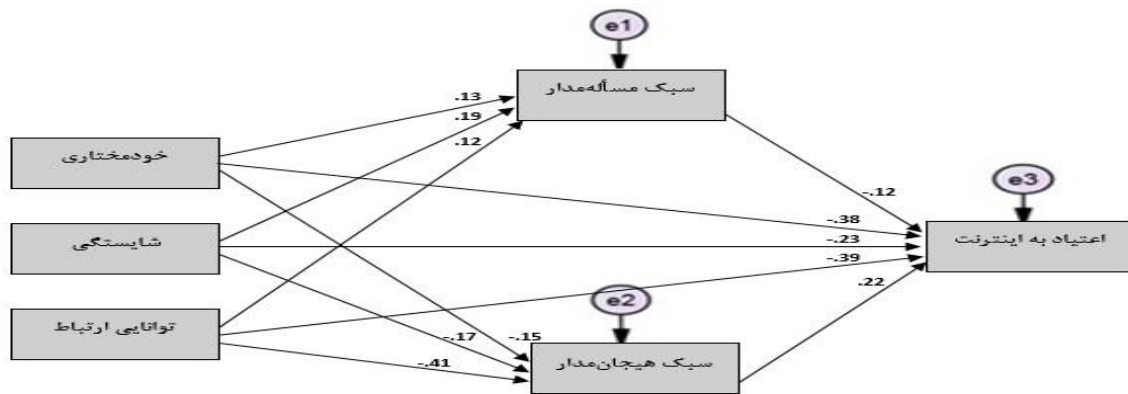 e1
سبک مسأله‌مدار
.13
.19
.12
خودمختاری
e3
-.12
-.38
شایستگی
-.23
اعتیاد به اینترنت
-.39
e2
.22
توانایی ارتباط
-.17
-.15
-.41
سبک هیجان‌مدار